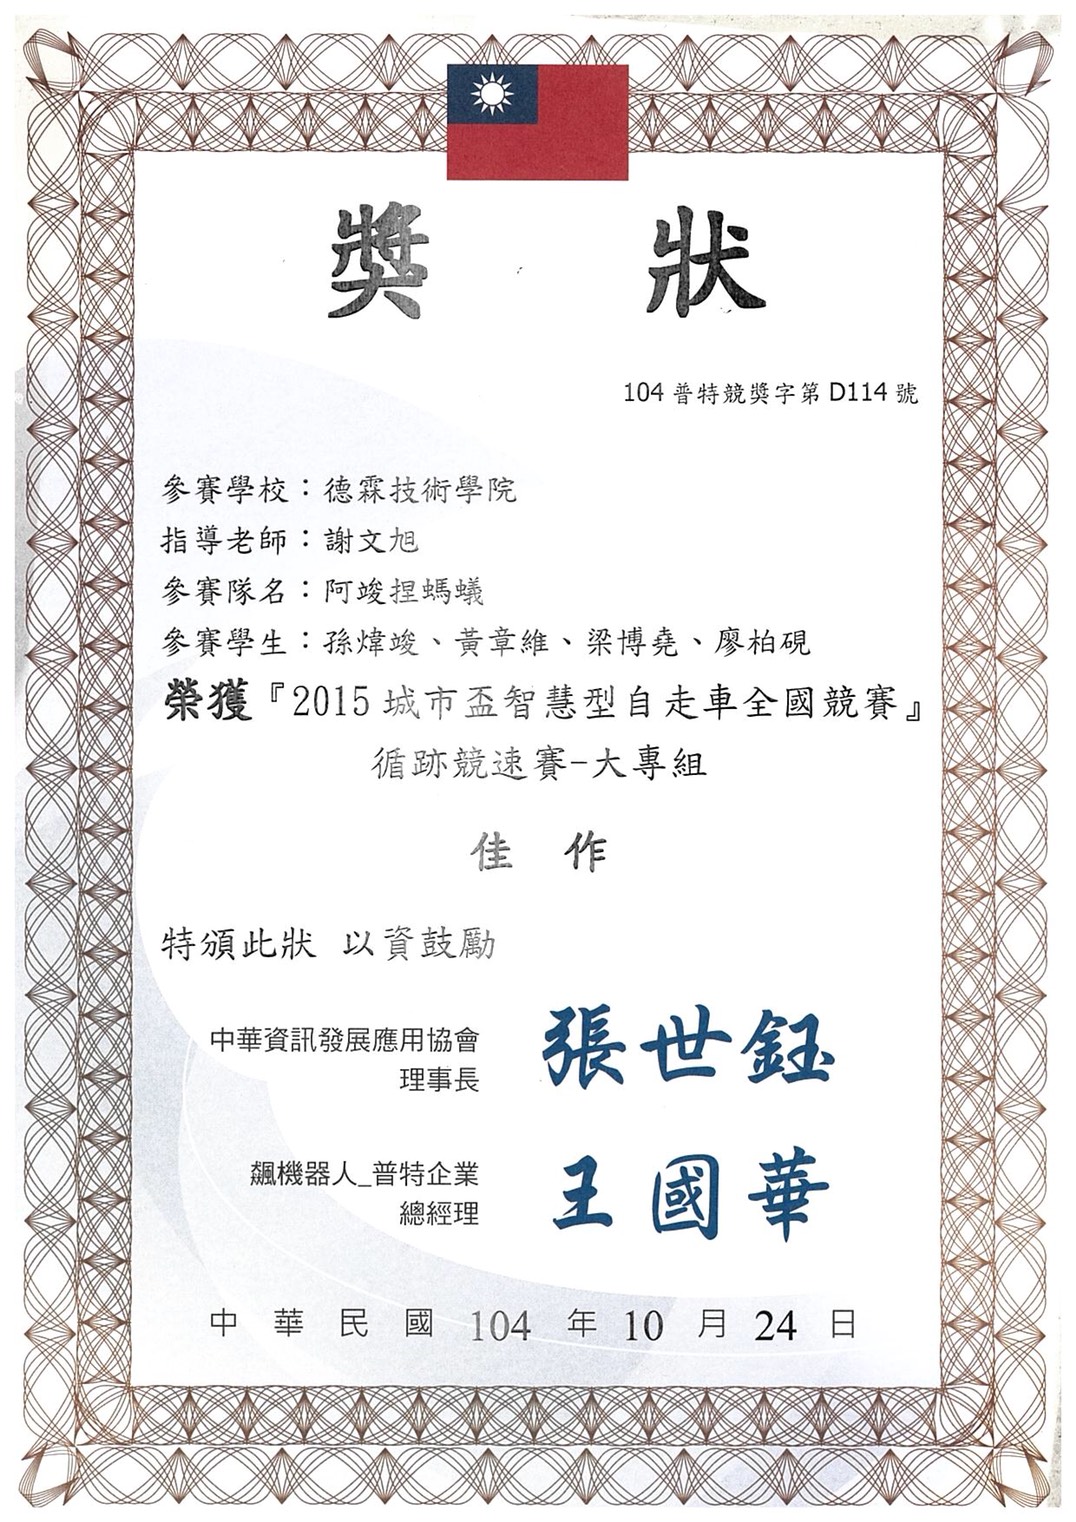 獎 狀
104 普特競獎字第 D114 號
參賽學校：德霖技術學院
指導老師：謝文旭
參賽隊名：阿竣捏螞蟻
參賽學生：孫煒竣、黃章維、梁博堯、廖柏硯
榮獲『2015 城市盃智慧型自走車全國競賽』
循跡競速賽-大專組
佳 作
特頒此狀 以資鼓勵
中華資訊發展應用協會
理事長
張世鈺
飆機器人_普特企業
總經理
王國華
中 華 民 國 104 年 10 月 24 日